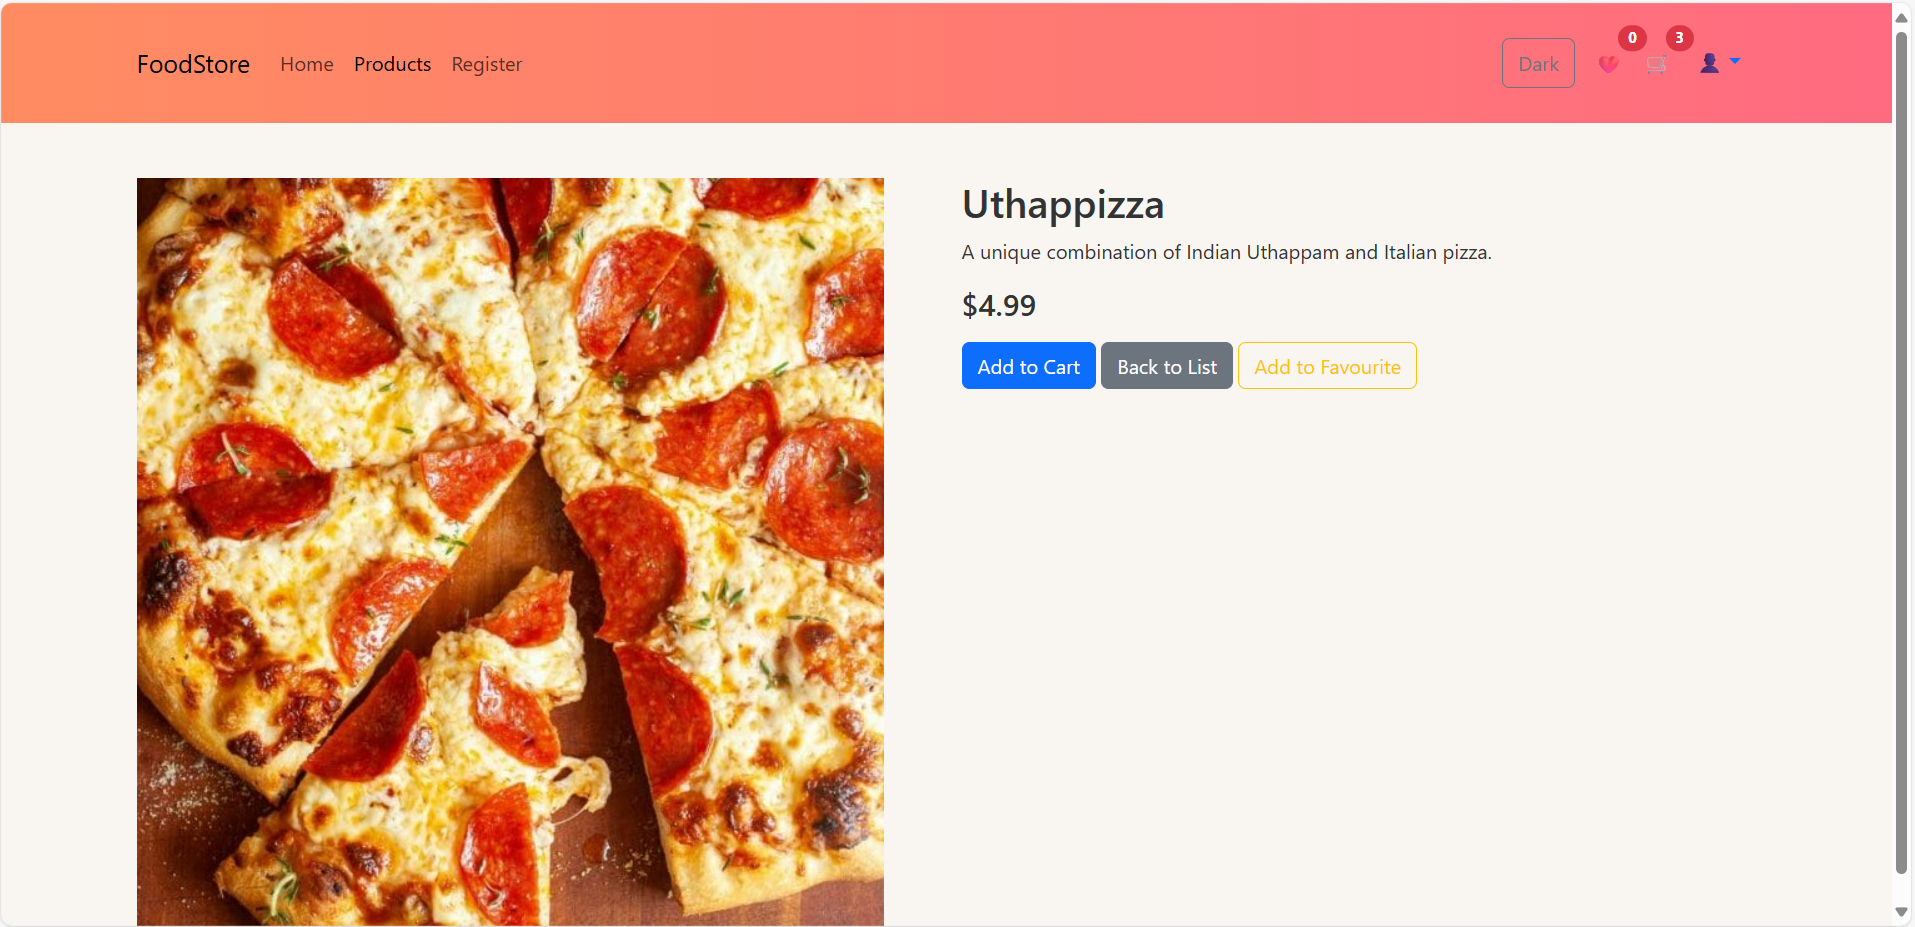 FoodStore Home Products Register Dark 0 3
Uthappizza
A unique combination of Indian Uthappam and Italian pizza.
$4.99
Add to Cart Back to List Add to Favourite